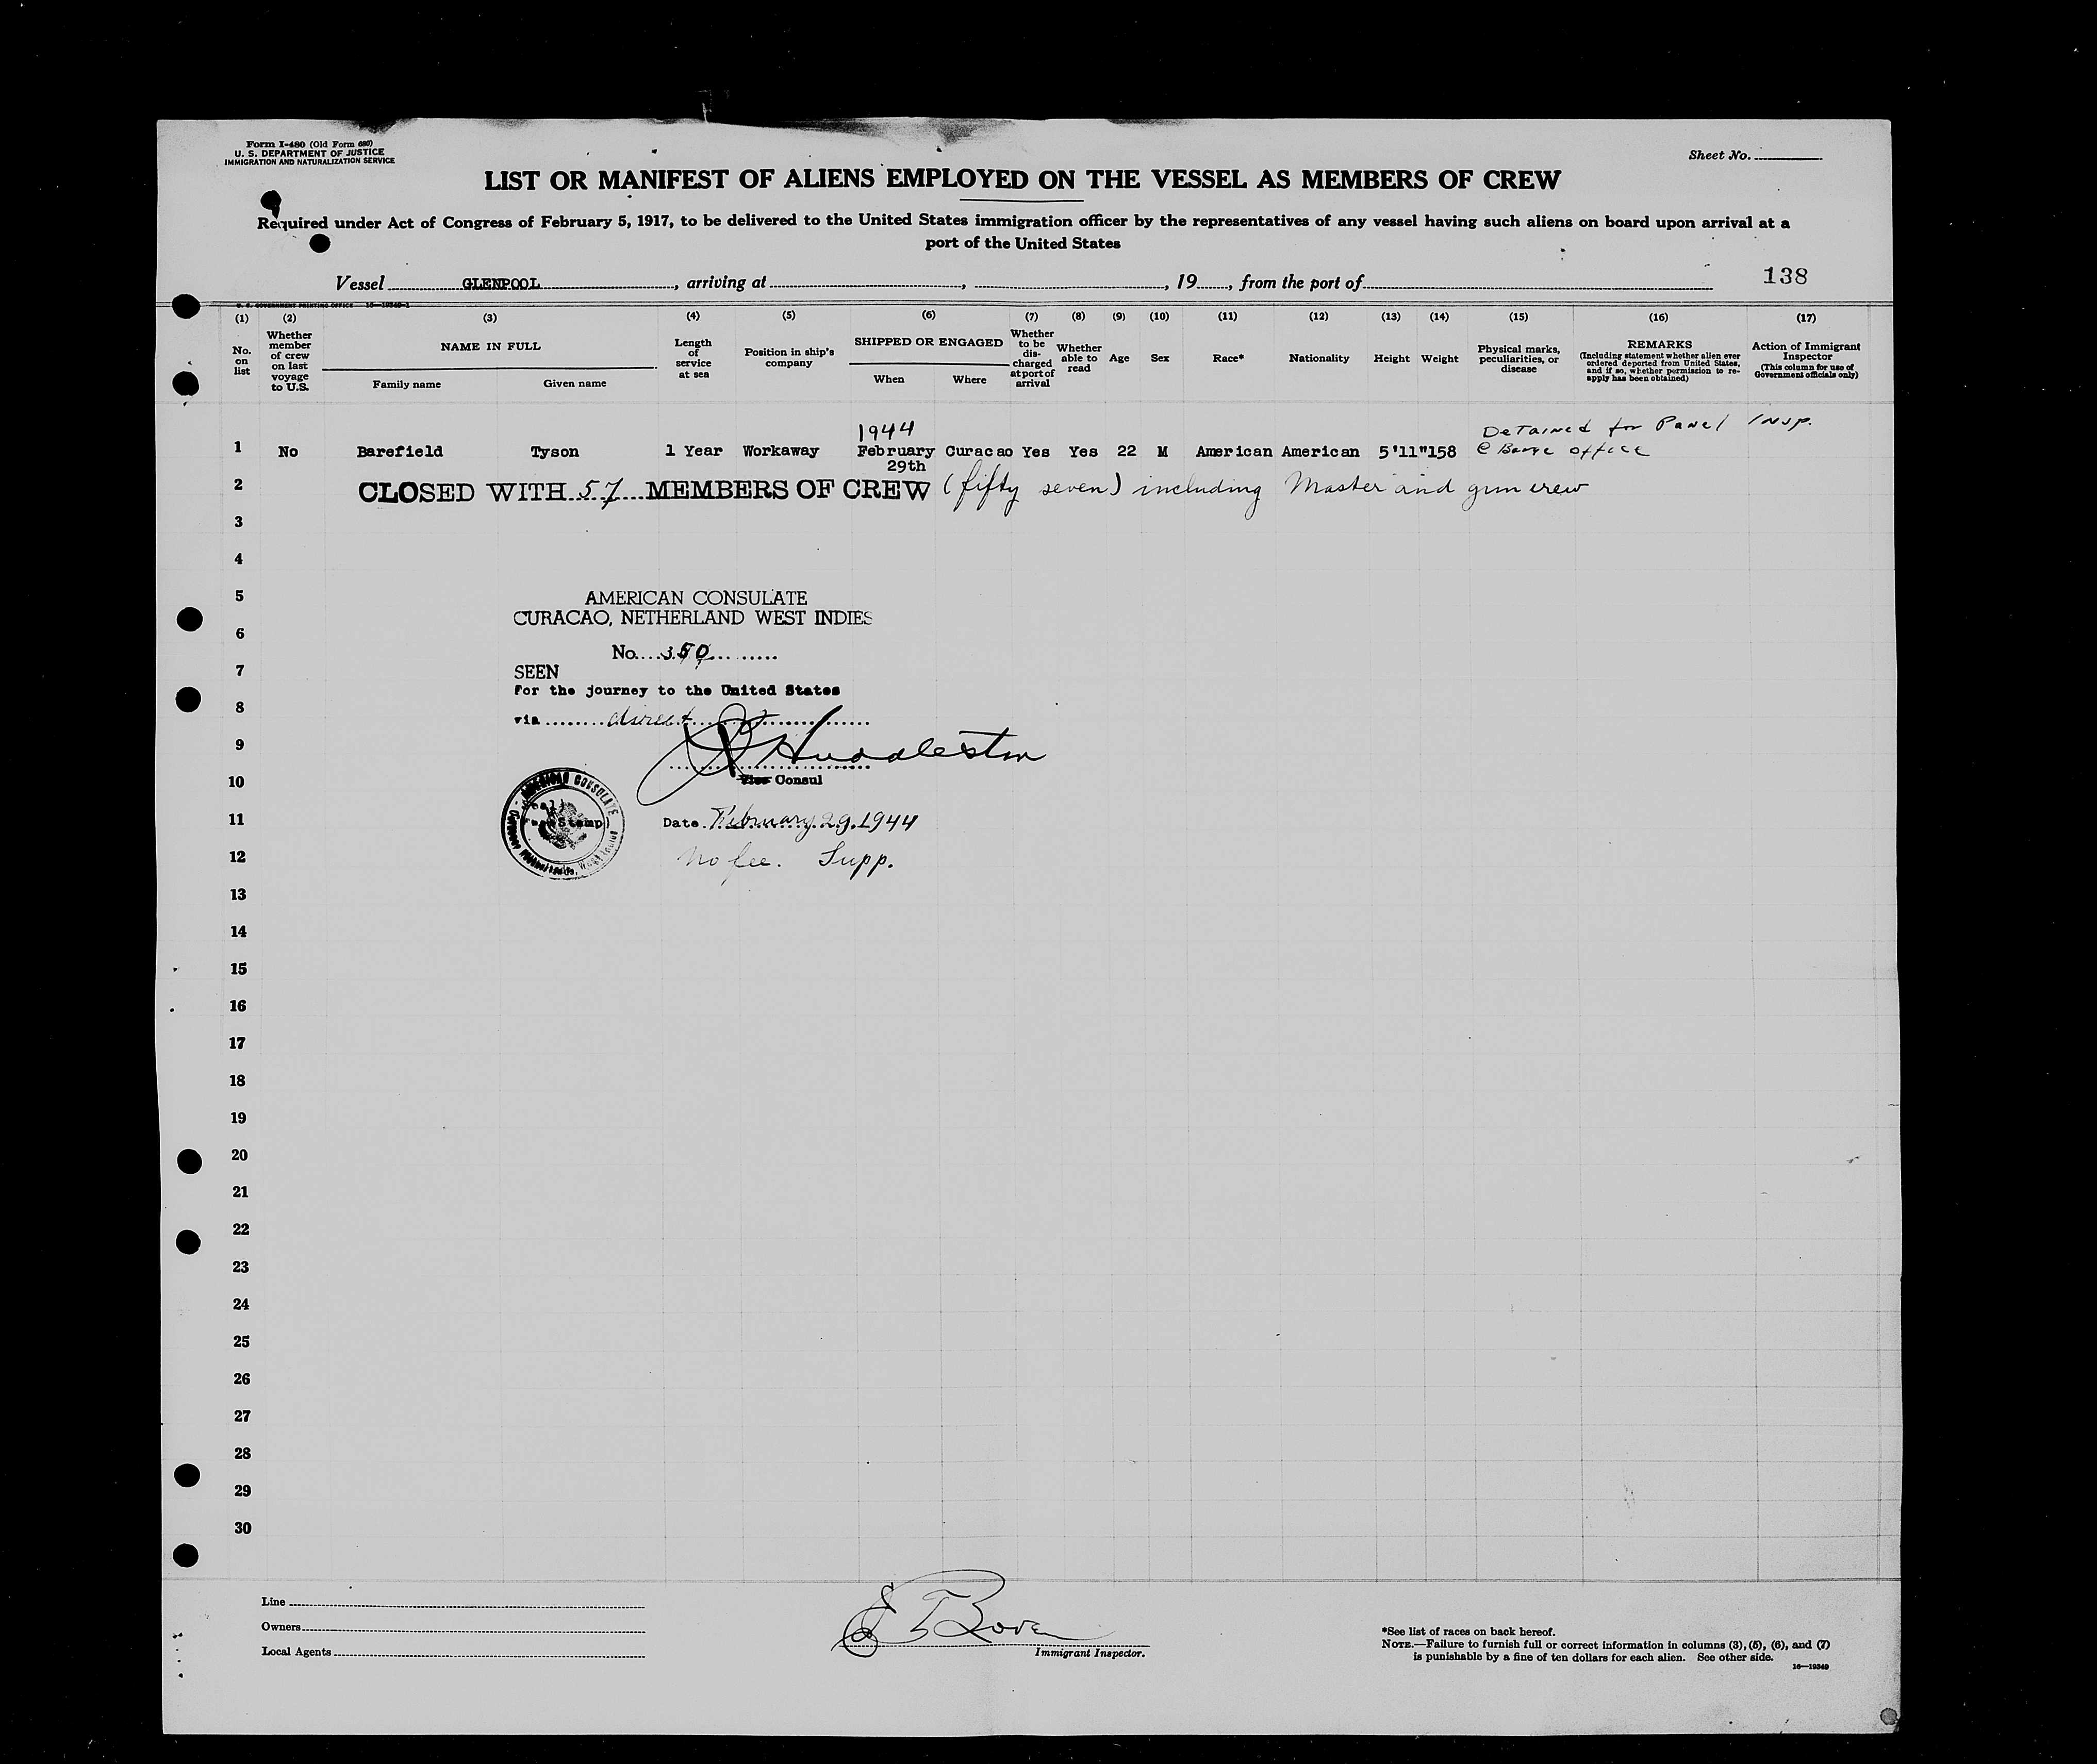 Form I-480 (Old Form 680)
U. S. DEPARTMENT OF JUSTICE
IMMIGRATION AND NATURALIZATION SERVICE
Sheet No.
LIST OR MANIFEST OF ALIENS EMPLOYED ON THE VESSEL AS MEMBERS OF CREW
Required under Act of Congress of February 5, 1917, to be delivered to the United States immigration officer by the representatives of any vessel having such aliens on board upon arrival at a
port of the United States
Vessel GLENPOOL, arriving at , , 19 , from the port of 138
U. S. GOVERNMENT PRINTING OFFICE 16—19349-1
(1) (2) (3) (4) (5) (6) (7) (8) (9) (10) (11) (12) (13) (14) (15) (16) (17)
No. on list
Whether member of crew on last voyage to U.S.
NAME IN FULL
Family name Given name
Length of service at sea
Position in ship's company
SHIPPED OR ENGAGED
When Where
Whether to be discharged at port of arrival
Whether able to read
Age
Sex
Race*
Nationality
Height
Weight
Physical marks, peculiarities, or disease
REMARKS
(Including statement whether alien ever ordered deported from United States, and if so, whether permission to reapply has been obtained)
Action of Immigrant Inspector
(This column for use of Government officials only)
1944
Detained for Panel Insp.
1 No Barefield Tyson 1 Year Workaway February Curacao Yes Yes 22 M American American 5'11" 158 @ Barge office
29th
2 CLOSED WITH 57 MEMBERS OF CREW (fifty seven) including Master and gun crew
3
4
5
AMERICAN CONSULATE
CURACAO, NETHERLAND WEST INDIES
6
No. 350
7
SEEN
For the journey to the United States
8
via direct
9
Huddleston
10
Vice Consul
11
Date February 29, 1944
12
No fee. Supp.
13
14
15
16
17
18
19
20
21
22
23
24
25
26
27
28
29
30
Line
Owners
Local Agents
Immigrant Inspector.
*See list of races on back hereof.
NOTE.—Failure to furnish full or correct information in columns (3), (5), (6), and (7)
is punishable by a fine of ten dollars for each alien. See other side.
16—19349